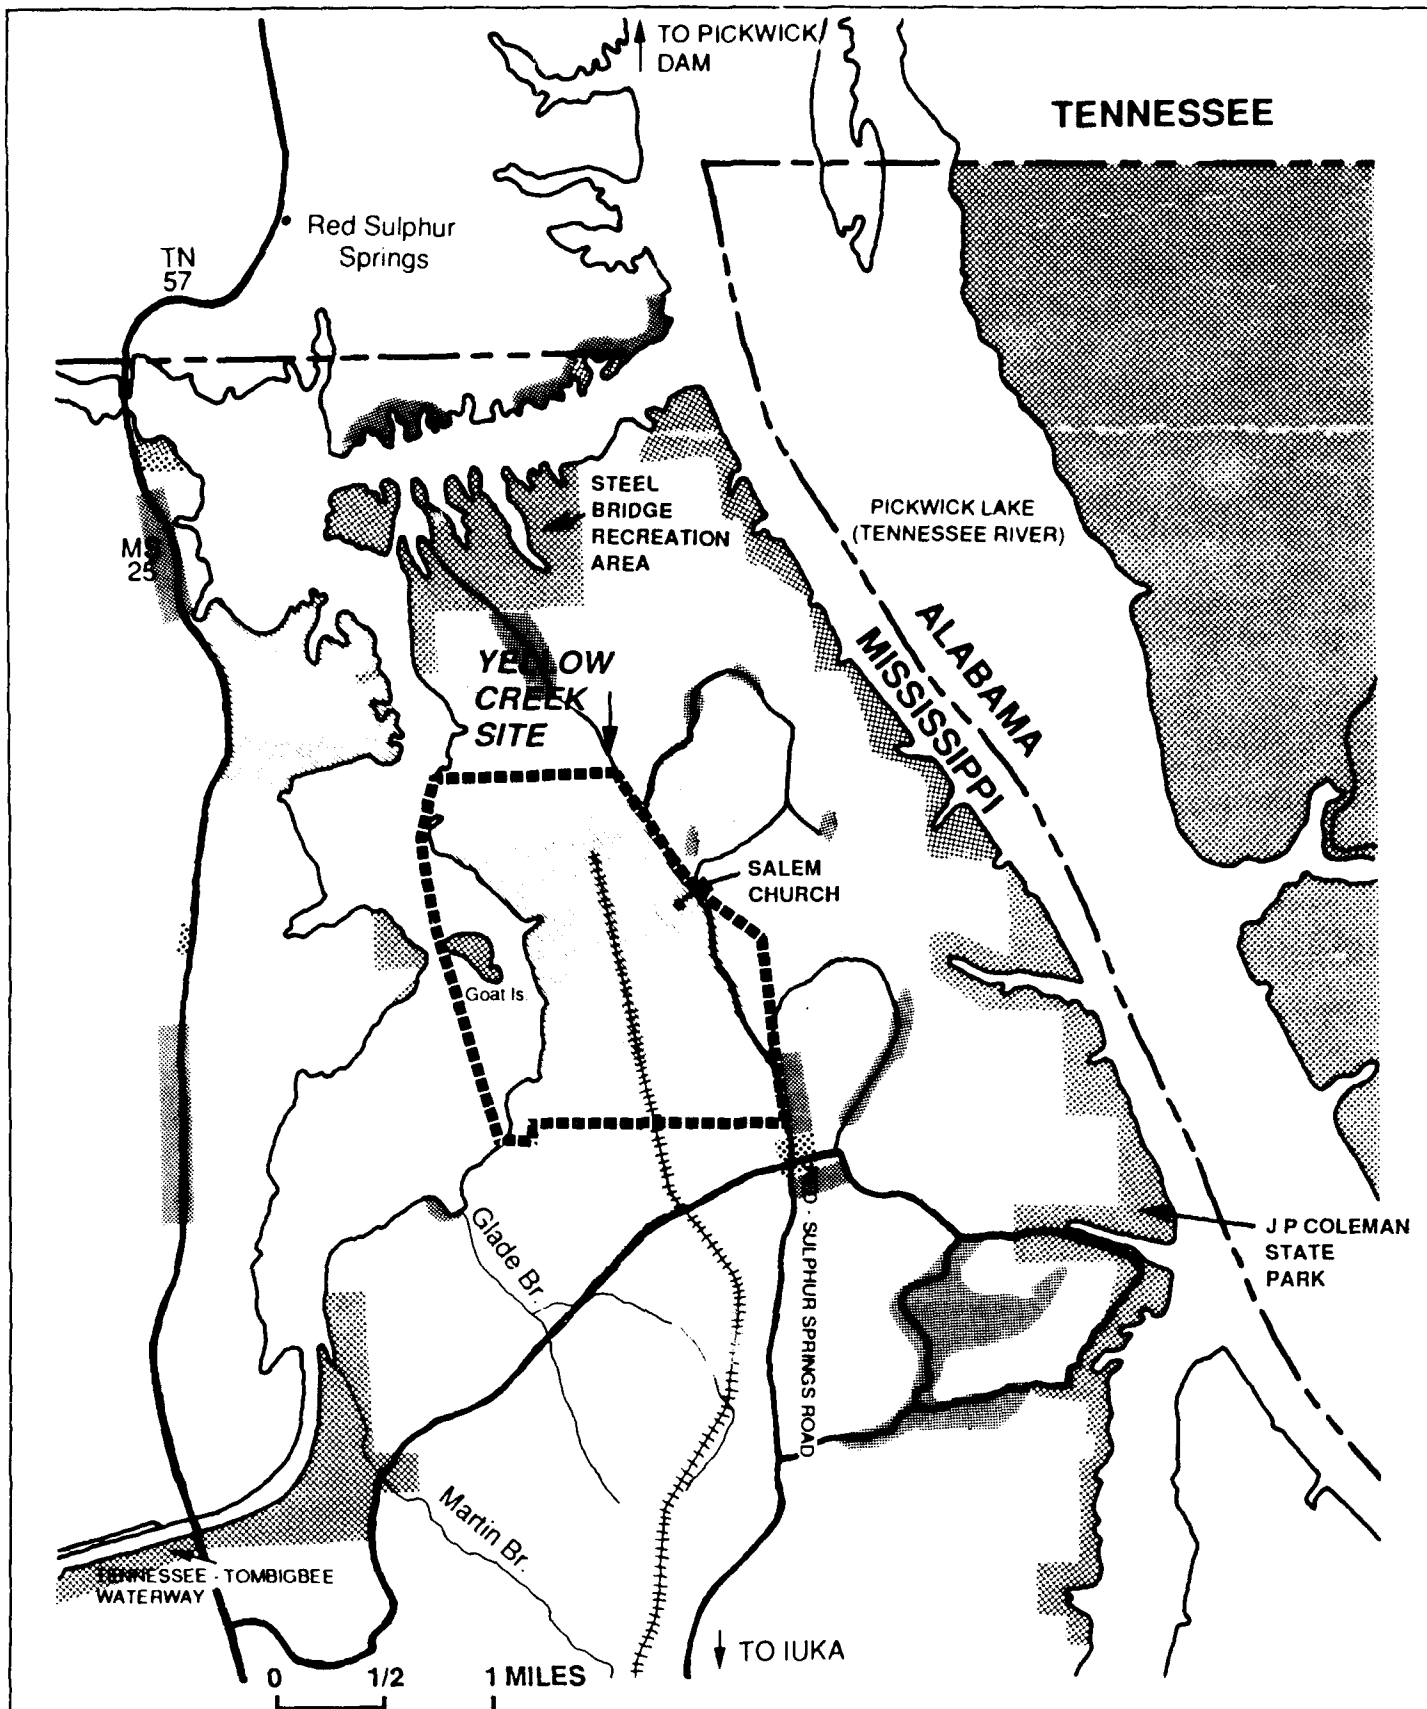 TO PICKWICK
DAM
TENNESSEE
Red Sulphur
Springs
TN
57
STEEL
BRIDGE
RECREATION
AREA
PICKWICK LAKE
(TENNESSEE RIVER)
MS
25
ALABAMA
MISSISSIPPI
YELLOW
CREEK
SITE
SALEM
CHURCH
Goat Is.
Glade Br.
- SULPHUR SPRINGS ROAD
J P COLEMAN
STATE
PARK
Martin Br.
TENNESSEE - TOMBIGBEE
WATERWAY
TO IUKA
0 1/2 1 MILES